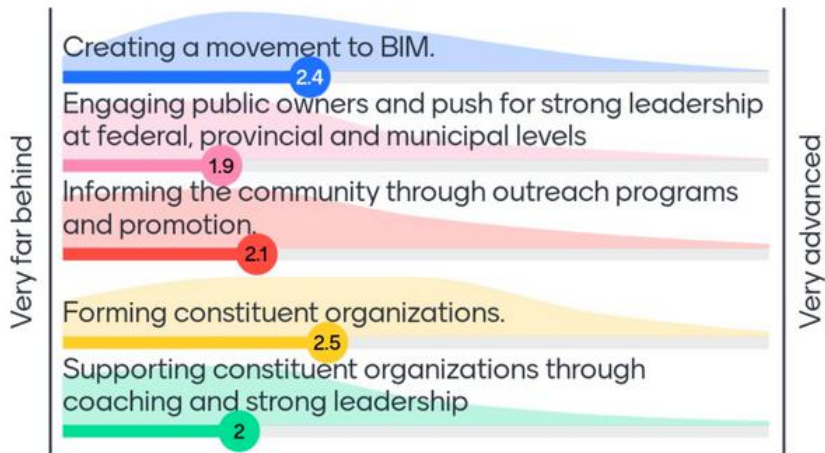 Very far behind
Creating a movement to BIM.
2.4
Engaging public owners and push for strong leadership
at federal, provincial and municipal levels
1.9
Informing the community through outreach programs
and promotion.
2.1
Forming constituent organizations.
2.5
Supporting constituent organizations through
coaching and strong leadership
2
Very advanced